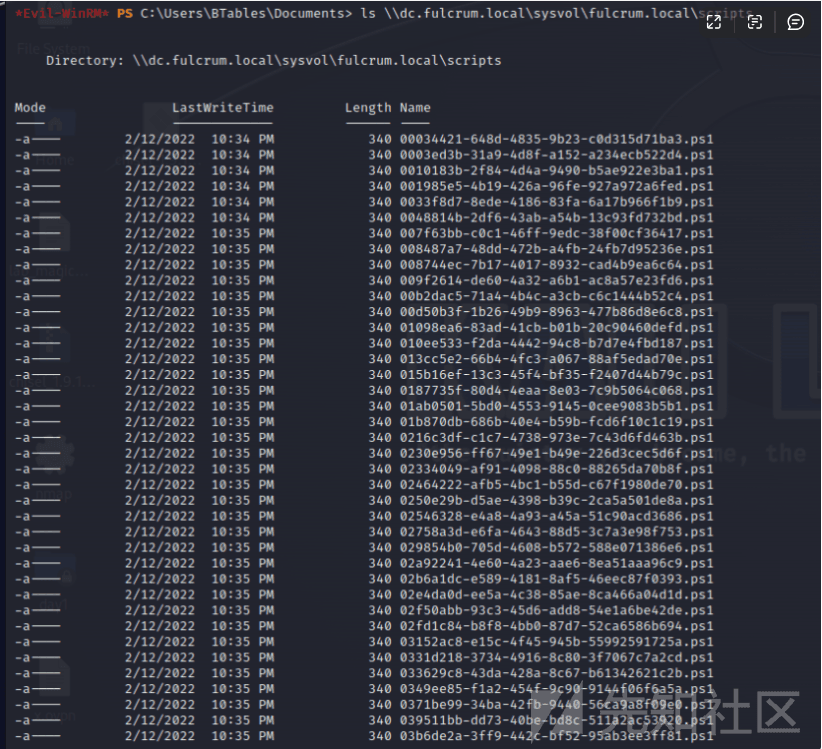 *Evil-WinRM* PS C:\Users\BTables\Documents> ls \\dc.fulcrum.local\sysvol\fulcrum.local\scripts
Directory: \\dc.fulcrum.local\sysvol\fulcrum.local\scripts
Mode LastWriteTime Length Name
-a---- 2/12/2022 10:34 PM 340 00034421-648d-4835-9b23-c0d315d71ba3.ps1
-a---- 2/12/2022 10:34 PM 340 0003ed3b-31a9-4d8f-a152-a234ecb522d4.ps1
-a---- 2/12/2022 10:34 PM 340 0010183b-2f84-4d4a-9490-b5ae922e3ba1.ps1
-a---- 2/12/2022 10:34 PM 340 001985e5-4b19-426a-96fe-927a972a6fed.ps1
-a---- 2/12/2022 10:34 PM 340 0033f8d7-8ede-4186-83fa-6a17b966f1b9.ps1
-a---- 2/12/2022 10:34 PM 340 0048814b-2df6-43ab-a54b-13c93fd732bd.ps1
-a---- 2/12/2022 10:35 PM 340 007f63bb-c0c1-46ff-9edc-38f00cf36417.ps1
-a---- 2/12/2022 10:35 PM 340 008487a7-48dd-472b-a4fb-24fb7d95236e.ps1
-a---- 2/12/2022 10:35 PM 340 008744ec-7b17-4017-8932-cad4b9ea6c64.ps1
-a---- 2/12/2022 10:35 PM 340 009f2614-de60-4a32-a6b1-ac8a57e23fd6.ps1
-a---- 2/12/2022 10:35 PM 340 00b2dac5-71a4-4b4c-a3cb-c6c1444b52c4.ps1
-a---- 2/12/2022 10:35 PM 340 00d50b3f-1b26-49b9-8963-477b86d8e6c8.ps1
-a---- 2/12/2022 10:35 PM 340 01098ea6-83ad-41cb-b01b-20c90460defd.ps1
-a---- 2/12/2022 10:35 PM 340 010ee533-f2da-4442-94c8-b7d7e4fbd187.ps1
-a---- 2/12/2022 10:35 PM 340 013cc5e2-66b4-4fc3-a067-88af5edad70e.ps1
-a---- 2/12/2022 10:35 PM 340 015b16ef-13c3-45f4-bf35-f2407d44b79c.ps1
-a---- 2/12/2022 10:35 PM 340 0187735f-80d4-4eaa-8e03-7c9b5064c068.ps1
-a---- 2/12/2022 10:35 PM 340 01ab0501-5bd0-4553-9145-0cee9083b5b1.ps1
-a---- 2/12/2022 10:35 PM 340 01b870db-686b-40e4-b59b-fcd6f10c1c19.ps1
-a---- 2/12/2022 10:35 PM 340 0216c3df-c1c7-4738-973e-7c43d6fd463b.ps1
-a---- 2/12/2022 10:35 PM 340 0230e956-ff67-49e1-b49e-226d3cec5d6f.ps1
-a---- 2/12/2022 10:35 PM 340 02334049-af91-4098-88c0-88265da70b8f.ps1
-a---- 2/12/2022 10:35 PM 340 02464222-afb5-4bc1-b55d-c67f1980de70.ps1
-a---- 2/12/2022 10:35 PM 340 0250e29b-d5ae-4398-b39c-2ca5a501de8a.ps1
-a---- 2/12/2022 10:35 PM 340 02546328-e4a8-4a93-a45a-51c90acd3686.ps1
-a---- 2/12/2022 10:35 PM 340 02758a3d-e6fa-4643-88d5-3c7a3e98f753.ps1
-a---- 2/12/2022 10:35 PM 340 029854b0-705d-4608-b572-588e071386e6.ps1
-a---- 2/12/2022 10:35 PM 340 02a92241-4e60-4a23-aae6-8ea51aaa96c9.ps1
-a---- 2/12/2022 10:35 PM 340 02b6a1dc-e589-4181-8af5-46eec87f0393.ps1
-a---- 2/12/2022 10:35 PM 340 02e4da0d-ee5a-4c38-85ae-8ca466a04d1d.ps1
-a---- 2/12/2022 10:35 PM 340 02f50abb-93c3-45d6-add8-54e1a6be42de.ps1
-a---- 2/12/2022 10:35 PM 340 02fd1c84-b8f8-4bb0-87d7-52ca6586b694.ps1
-a---- 2/12/2022 10:35 PM 340 03152ac8-e15c-4f45-945b-55992591725a.ps1
-a---- 2/12/2022 10:35 PM 340 0331d218-3734-4916-8c80-3f7067c7a2cd.ps1
-a---- 2/12/2022 10:35 PM 340 033629c8-43da-428a-8c67-b61342621c2b.ps1
-a---- 2/12/2022 10:35 PM 340 0349ee85-f1a2-454f-9c90-9144f06f6a5a.ps1
-a---- 2/12/2022 10:35 PM 340 0371be99-34ba-42fb-9440-56ca9a8f09e0.ps1
-a---- 2/12/2022 10:35 PM 340 039511bb-dd73-40be-bd8c-511a2ac53920.ps1
-a---- 2/12/2022 10:35 PM 340
先知社区